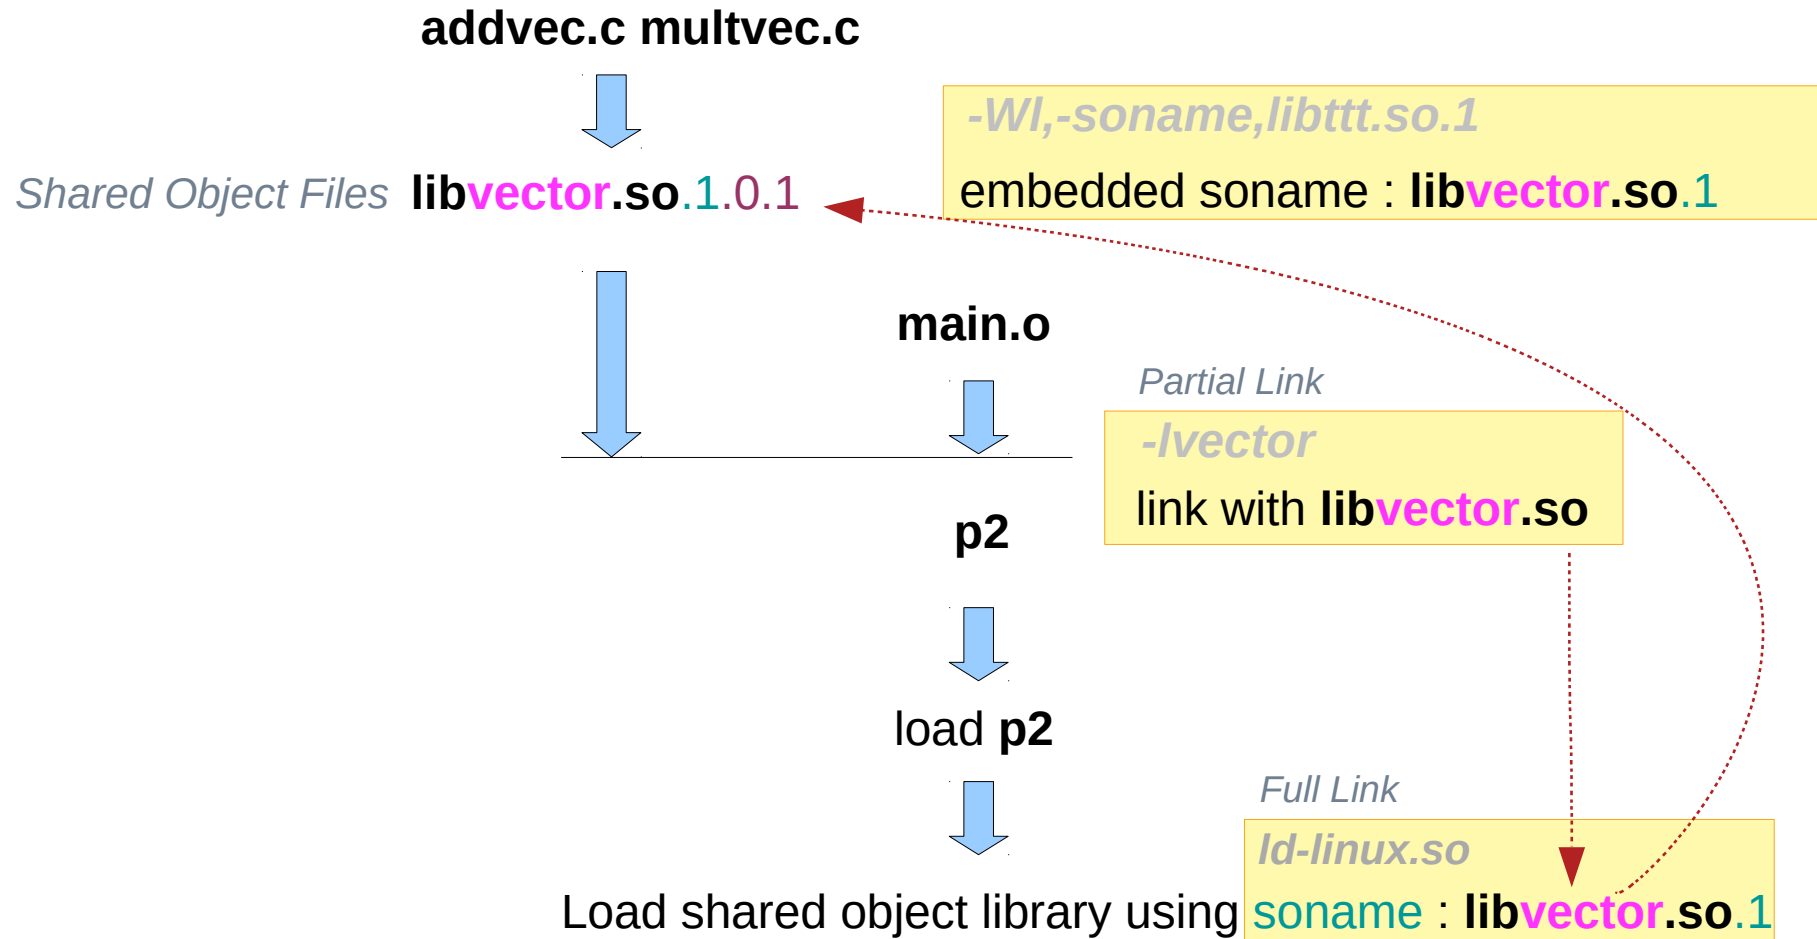 addvec.c multvec.c
-Wl,-soname,libttt.so.1
Shared Object Files libvector.so.1.0.1
embedded soname : libvector.so.1
main.o
Partial Link
-lvector
link with libvector.so
p2
load p2
Full Link
ld-linux.so
Load shared object library using soname : libvector.so.1